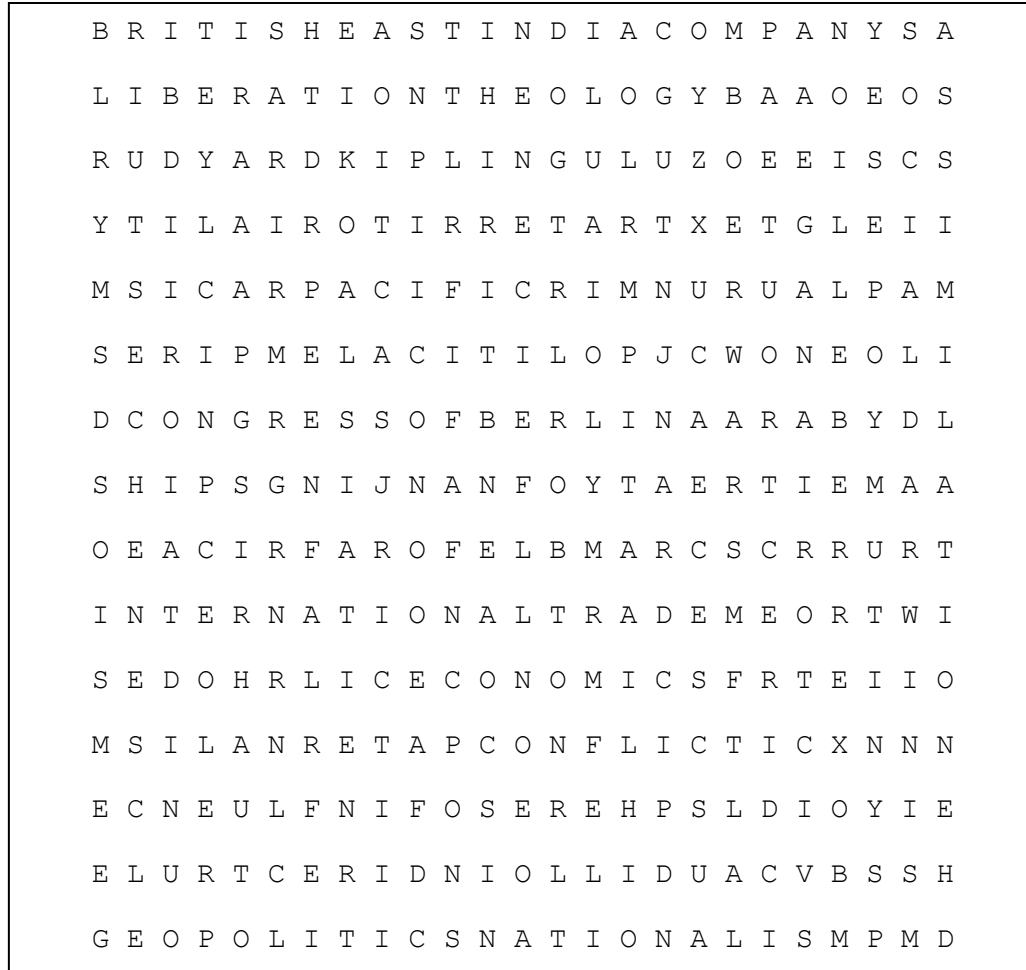 B R I T I S H E A S T I N D I A C O M P A N Y S A
L I B E R A T I O N T H E O L O G Y B A A O E O S
R U D Y A R D K I P L I N G U L U Z O E E I S C S
Y T I L A I R O T I R R E T A R T X E T G L E I I
M S I C A R P A C I F I C R I M N U R U A L P A M
S E R I P M E L A C I T I L O P J C W O N E O L I
D C O N G R E S S O F B E R L I N A A R A B Y D L
S H I P S G N I J N A N F O Y T A E R T I E M A A
O E A C I R F A R O F E L B M A R C S C R R U R T
I N T E R N A T I O N A L T R A D E M E O R T W I
S E D O H R L I C E C O N O M I C S F R T E I I O
M S I L A N R E T A P C O N F L I C T I C X N N N
E C N E U L F N I F O S E R E H P S L D I O Y I E
E L U R T C E R I D N I O L L I D U A C V B S S H
G E O P O L I T I C S N A T I O N A L I S M P M D